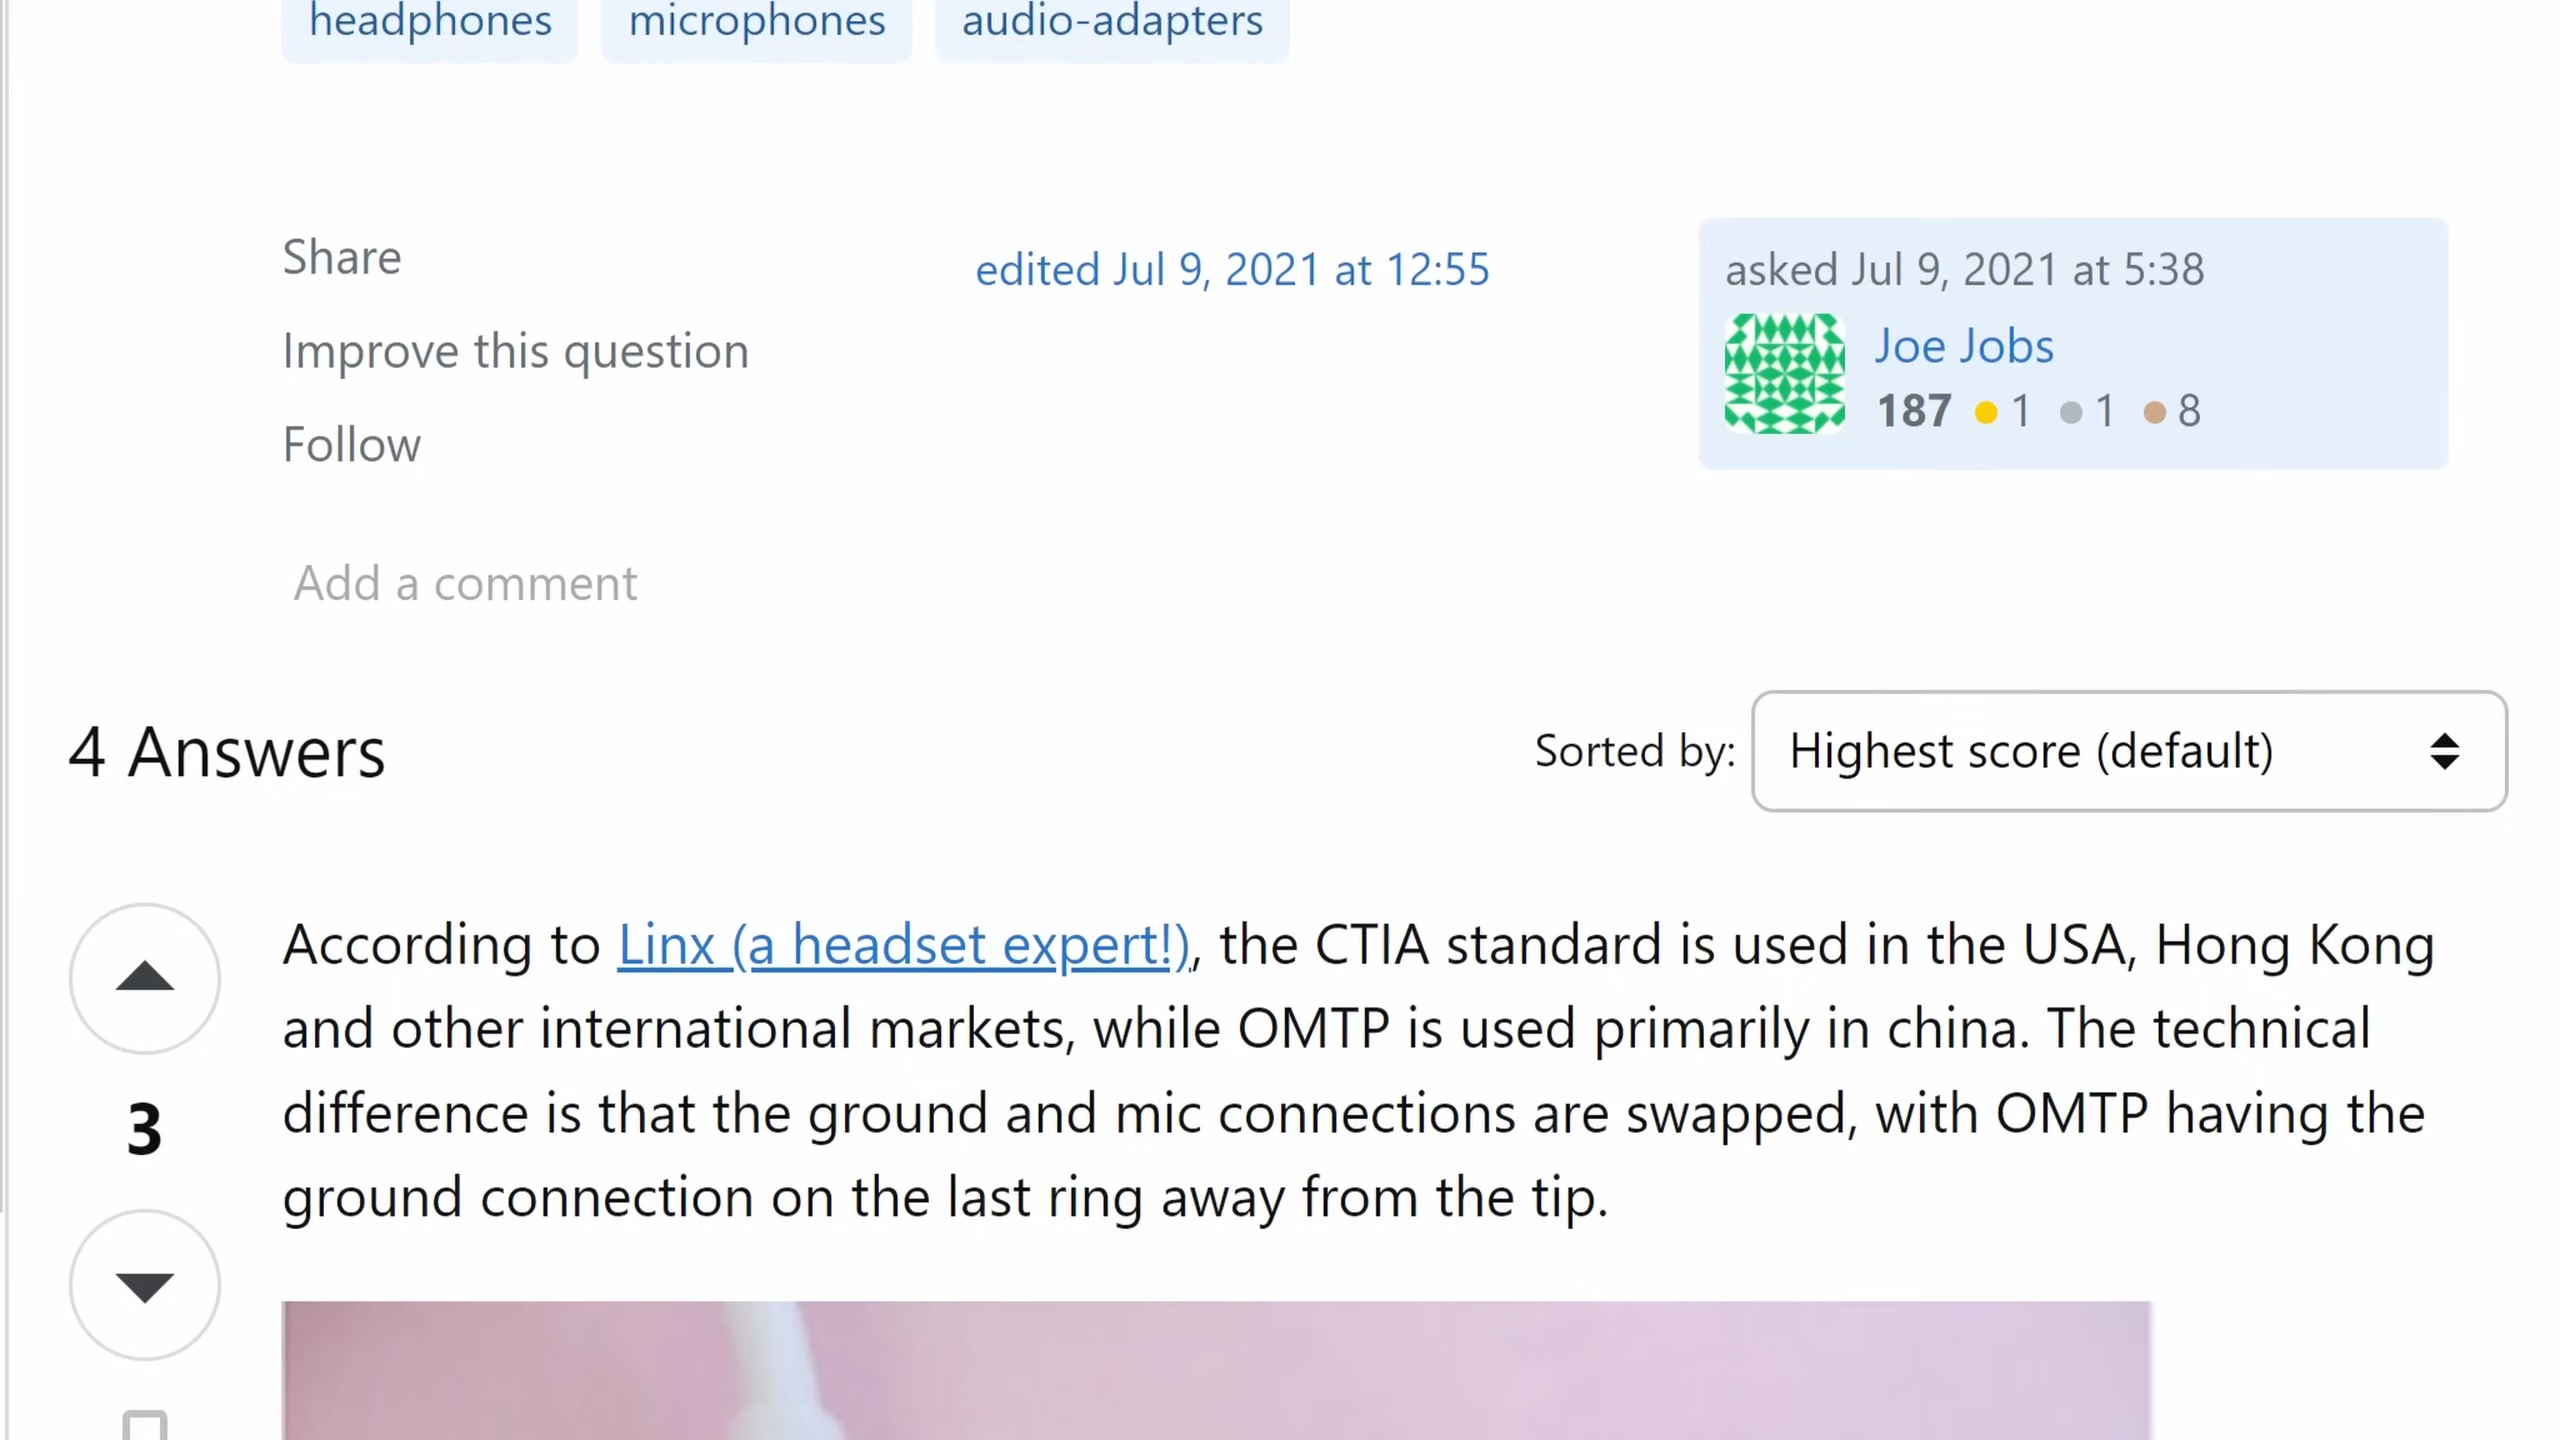 headphones microphones audio-adapters
Share
Improve this question
Follow
edited Jul 9, 2021 at 12:55
asked Jul 9, 2021 at 5:38
Joe Jobs
187 1 1 8
Add a comment
4 Answers
Sorted by: Highest score (default)
3
According to Linx (a headset expert!), the CTIA standard is used in the USA, Hong Kong
and other international markets, while OMTP is used primarily in china. The technical
difference is that the ground and mic connections are swapped, with OMTP having the
ground connection on the last ring away from the tip.